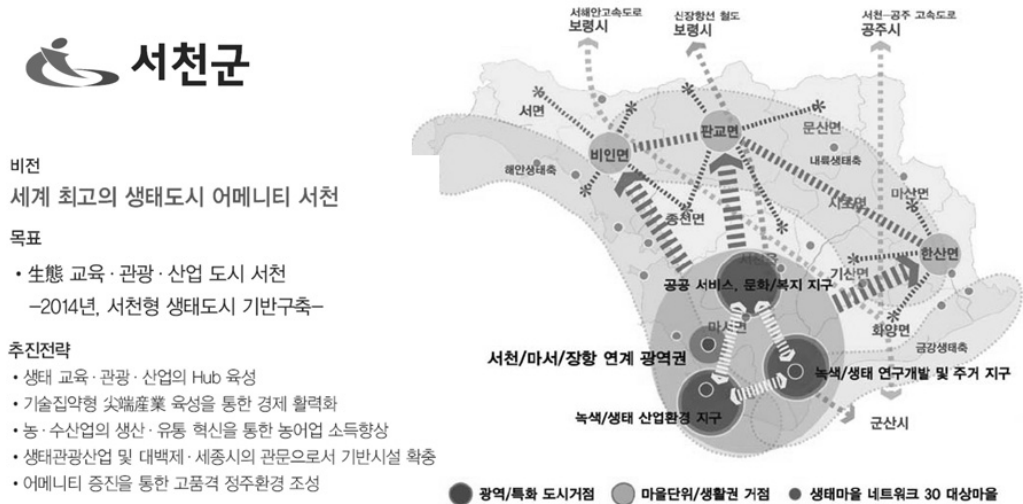 서천군
비전
세계 최고의 생태도시 어메니티 서천
목표
• 生態 교육 · 관광 · 산업 도시 서천
–2014년, 서천형 생태도시 기반구축–
추진전략
• 생태 교육 · 관광 · 산업의 Hub 육성
• 기술집약형 尖端産業 육성을 통한 경제 활력화
• 농 · 수산업의 생산 · 유통 혁신을 통한 농어업 소득향상
• 생태관광산업 및 대백제 · 세종시의 관문으로서 기반시설 확충
• 어메니티 증진을 통한 고품격 정주환경 조성
서해안고속도로
보령시
신장항선 철도
보령시
서천–공주 고속도로
공주시
서면
판교면
문산면
비인면
해안생태축
내륙생태축
마산면
시초면
종천면
한산면
서천읍
기산면
공공 서비스, 문화/복지 지구
마서면
화양면
서천/마서/장항 연계 광역권
금강생태축
녹색/생태 연구개발 및 주거 지구
녹색/생태 산업환경 지구
군산시
광역/특화 도시거점
마을단위/생활권 거점
생태마을 네트워크 30 대상마을